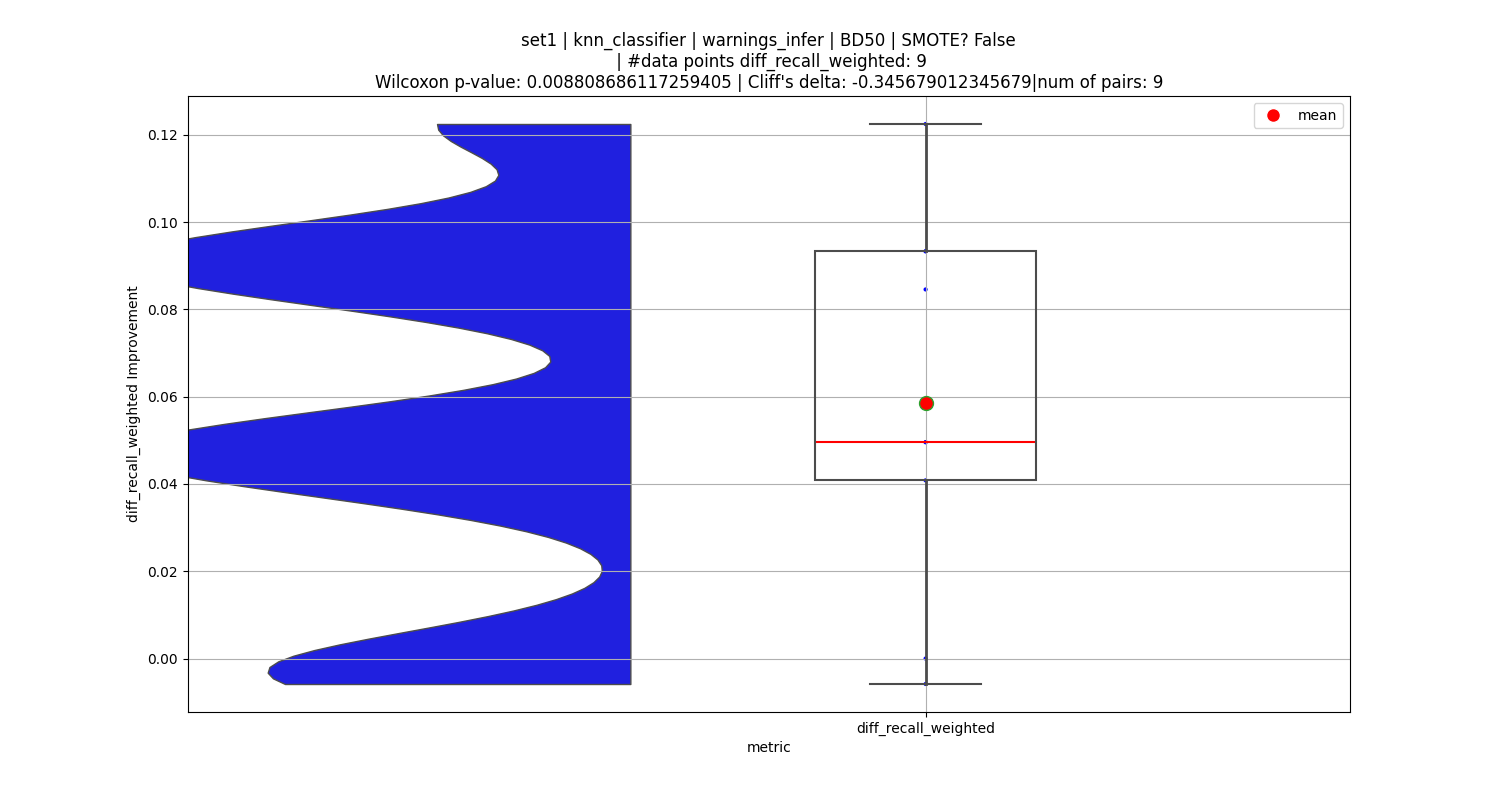 set1 | knn_classifier | warnings_infer | BD50 | SMOTE? False
| #data points diff_recall_weighted: 9
Wilcoxon p-value: 0.008808686117259405 | Cliff's delta: -0.345679012345679|num of pairs: 9
mean
0.12
0.10
0.08
0.06
0.04
0.02
0.00
diff_recall_weighted Improvement
diff_recall_weighted
metric